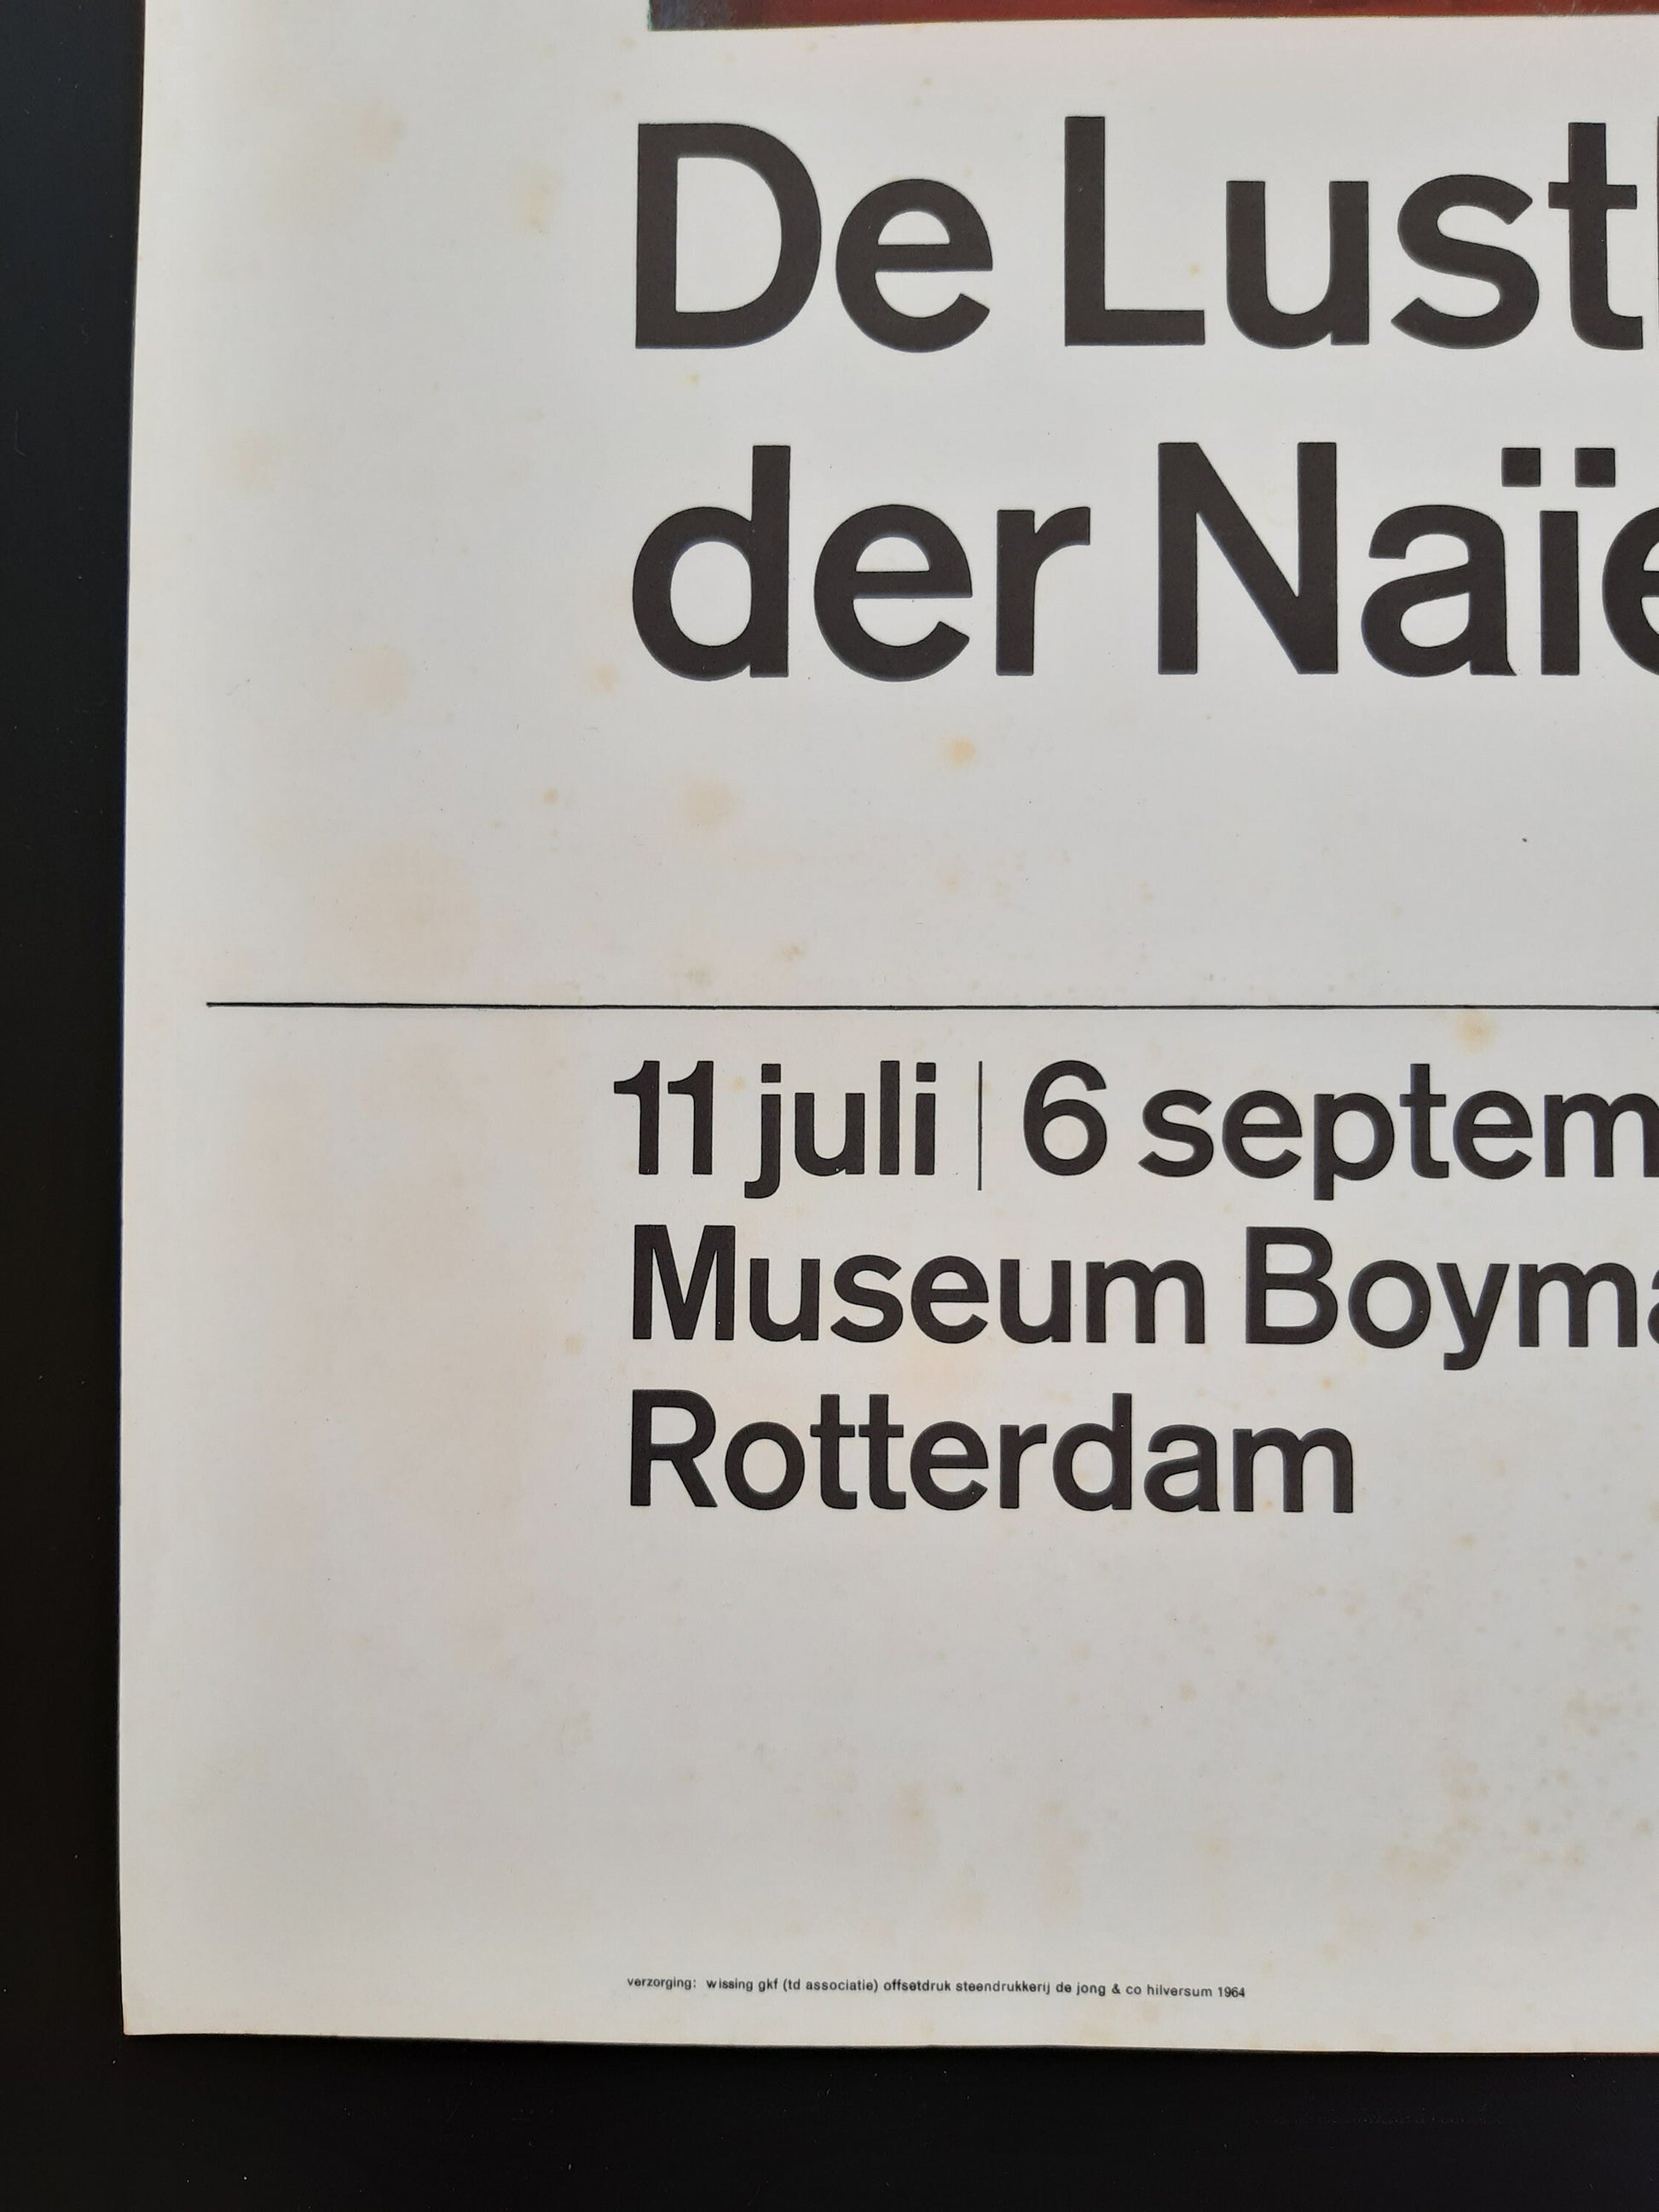 De Lust
der Naïe
11 juli | 6 septem
Museum Boyma
Rotterdam
verzorging: wissing gkf (td associatie) offsetdruk steendrukkerij de jong & co hilversum 1964